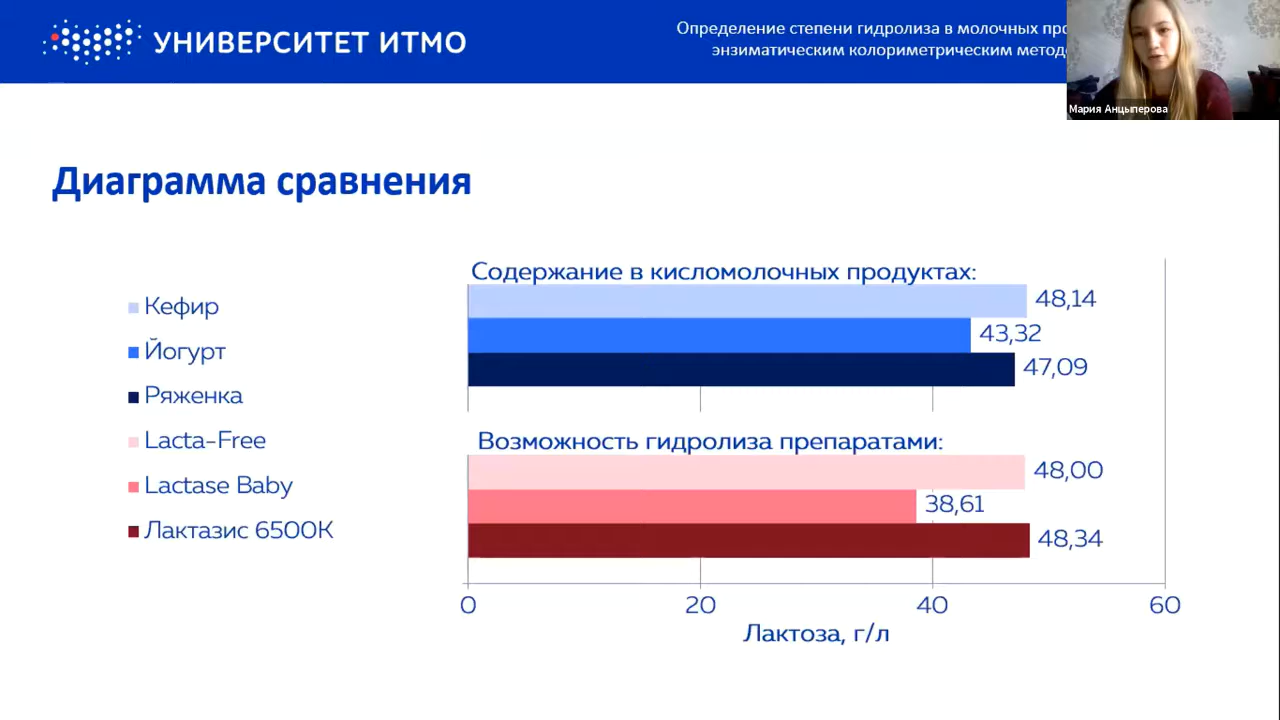 УНИВЕРСИТЕТ ИТМО
Определение степени гидролиза в молочных
энзиматическим колориметрическим
Мария Анцыперова
Диаграмма сравнения
Кефир
Йогурт
Ряженка
Lacta-Free
Lactase Baby
Лактазис 6500К
Содержание в кисломолочных продуктах:
48,14
43,32
47,09
Возможность гидролиза препаратами:
48,00
38,61
48,34
0 20 40 60
Лактоза, г/л